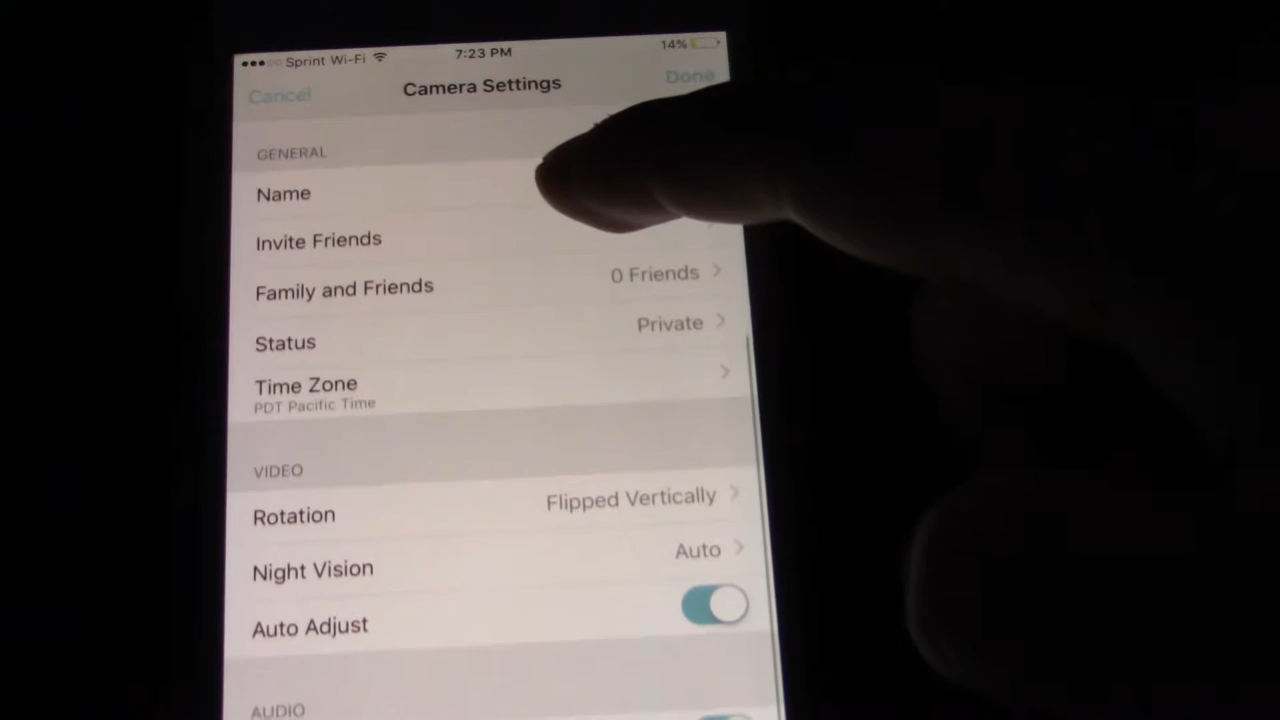 Sprint Wi-Fi 7:23 PM 14%
Cancel Camera Settings Done
GENERAL
Name
Invite Friends
Family and Friends 0 Friends
Status Private
Time Zone
PDT Pacific Time
VIDEO
Rotation Flipped Vertically
Night Vision Auto
Auto Adjust
AUDIO